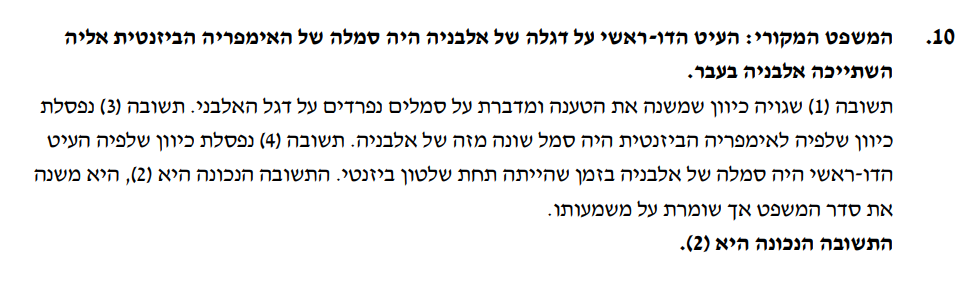 10. המשפט המקורי: העיט הדו-ראשי על דגלה של אלבניה היה סמלה של האימפריה הביזנטית אליה
השתייכה אלבניה בעבר.
תשובה (1) שגויה כיוון שמשנה את הטענה ומדברת על סמלים נפרדים על דגל האלבני. תשובה (3) נפסלת
כיוון שלפיה לאימפריה הביזנטית היה סמל שונה מזה של אלבניה. תשובה (4) נפסלת כיוון שלפיה העיט
הדו-ראשי היה סמלה של אלבניה בזמן שהייתה תחת שלטון ביזנטי. התשובה הנכונה היא (2), היא משנה
את סדר המשפט אך שומרת על משמעותו.
התשובה הנכונה היא (2).